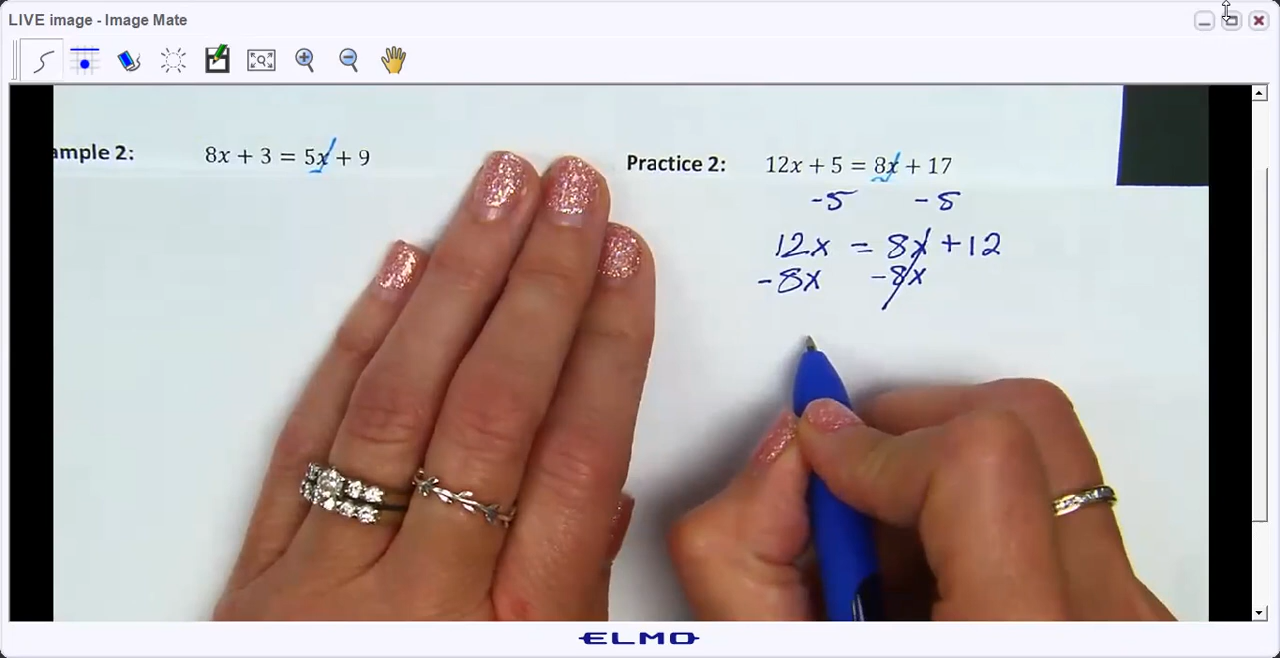 LIVE image - Image Mate
ample 2:
8x + 3 = 5x + 9
Practice 2:
12x + 5 = 8x + 17
-5 -5
12x = 8x +12
-8x -8x
ELMO